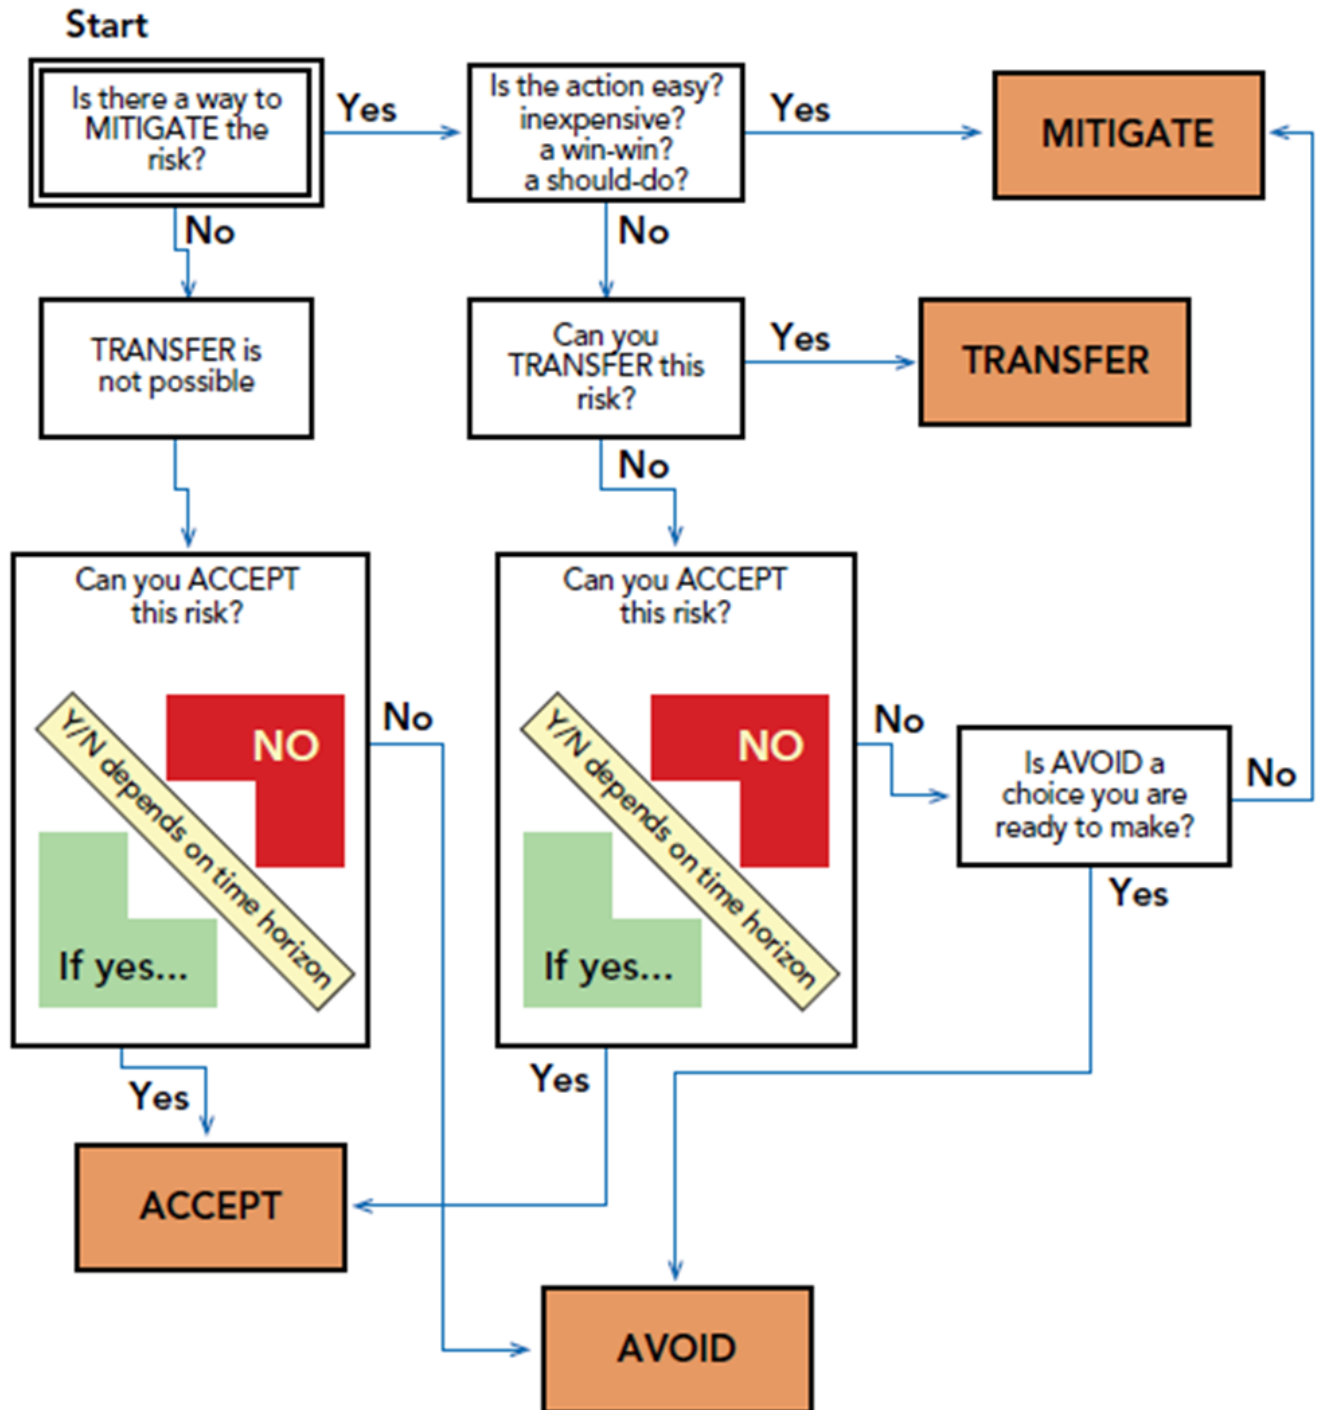 Start
Is there a way to
MITIGATE the
risk?
Yes
Is the action easy?
inexpensive?
a win-win?
a should-do?
Yes
MITIGATE
No
No
TRANSFER is
not possible
Can you
TRANSFER this
risk?
Yes
TRANSFER
No
Can you ACCEPT
this risk?
NO
Y/N depends on time horizon
If yes...
No
Can you ACCEPT
this risk?
NO
Y/N depends on time horizon
If yes...
No
Is AVOID a
choice you are
ready to make?
No
Yes
Yes
Yes
ACCEPT
AVOID